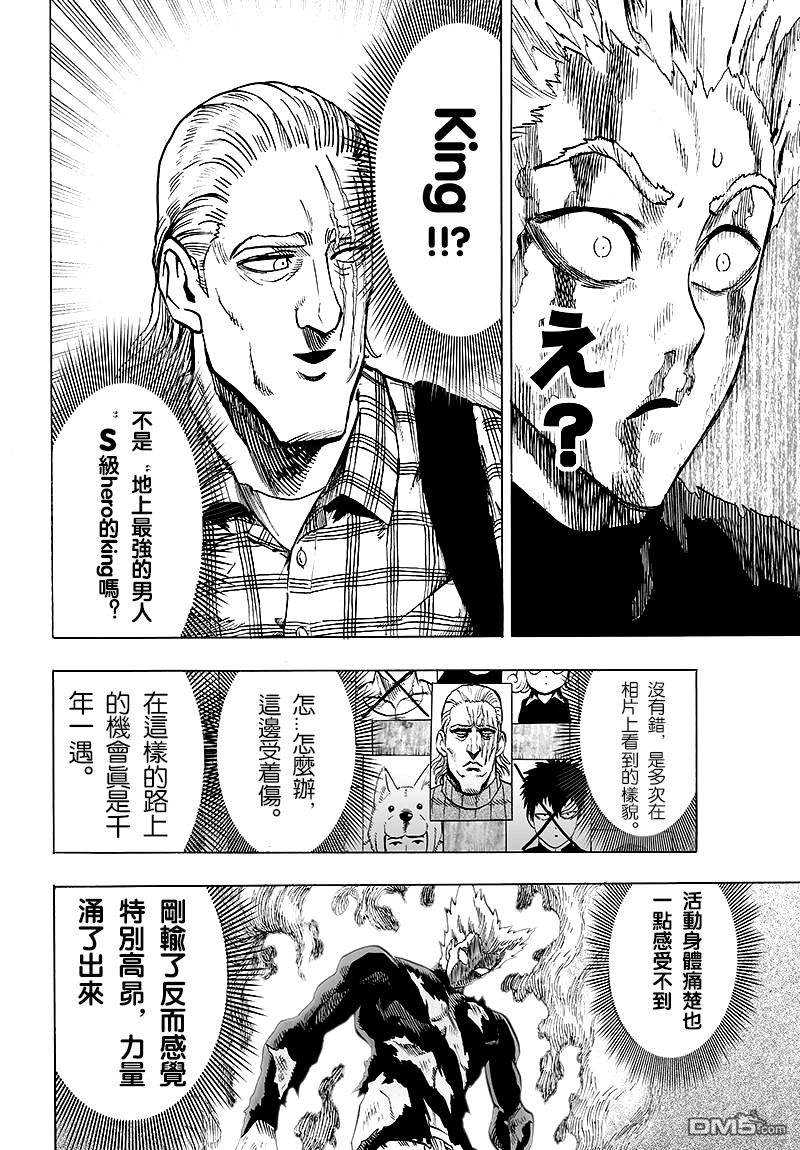 え？
King!!?
不是“地上最強的男人
”S級hero的king嗎？
沒有錯，是多次在
相片上看到的樣貌。
怎…怎麼辦，
這邊受着傷。
在這樣的路上
的機會真是千
年一遇。
活動身體痛楚也
一點感受不到
剛輸了反而感覺
特別高昂，力量
涌了出來
DM5.com